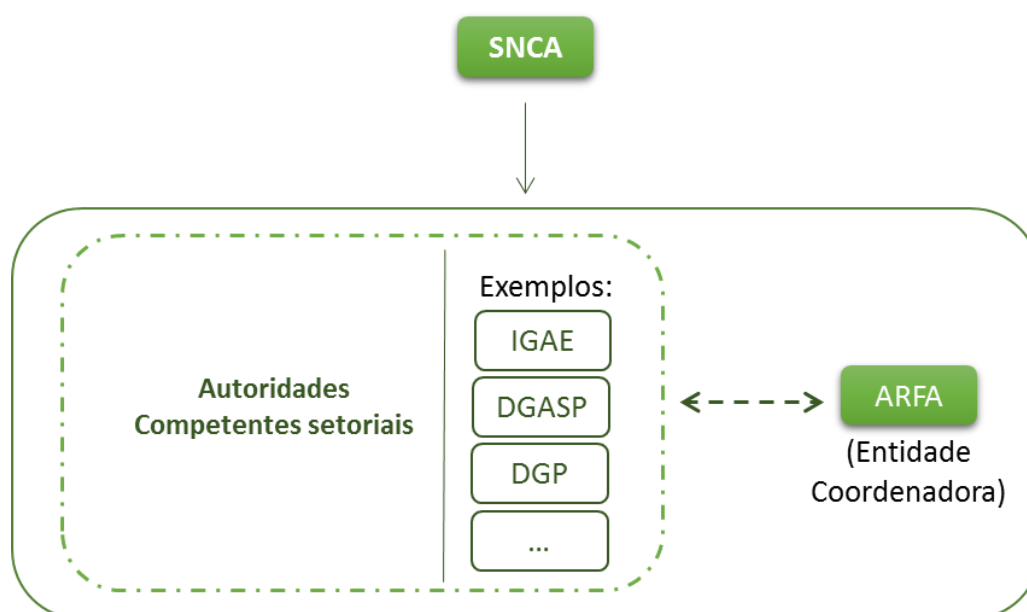 SNCA
Exemplos:
IGAE
Autoridades
Competentes setoriais
DGASP
DGP
...
ARFA
(Entidade
Coordenadora)